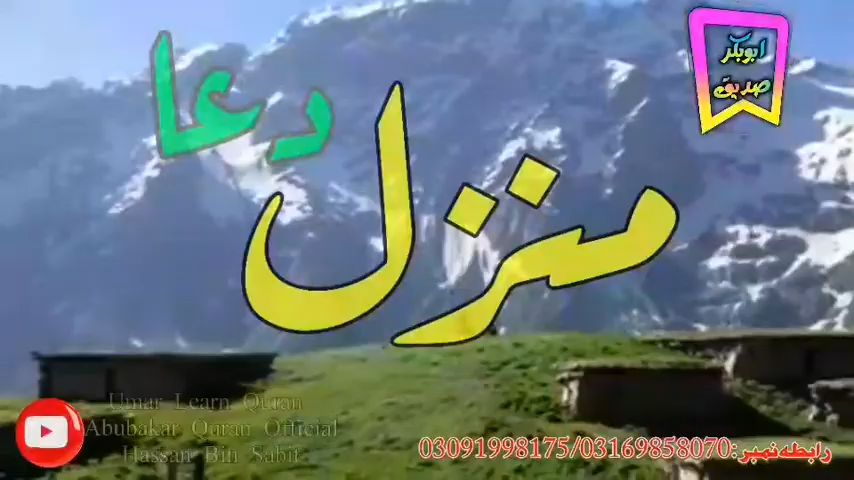 ابوبکر
صدیق
دعا
منزل
Umar Learn Quran
Abubakar Quran Official
Hassan Bin Sabit
رابطہ نمبر:03091998175/03169858070